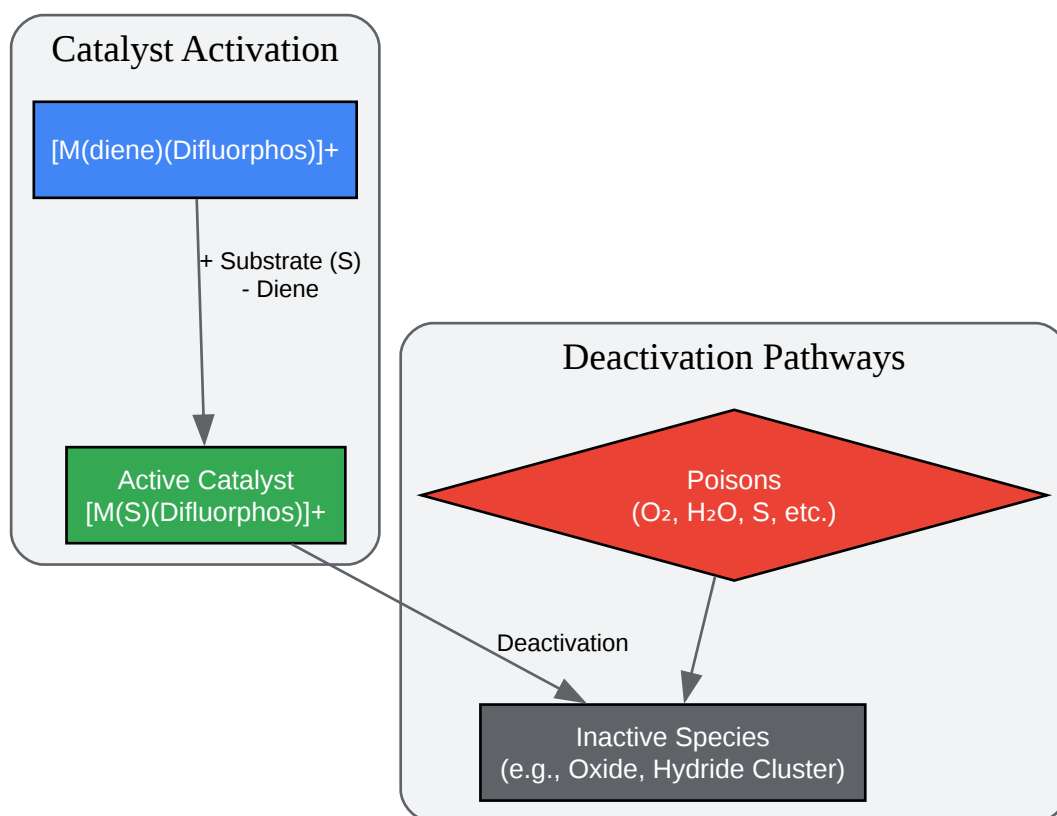 Catalyst Activation
[M(diene)(Difluorphos)]+
+ Substrate (S)
- Diene
Active Catalyst
[M(S)(Difluorphos)]+
Deactivation Pathways
Poisons
(O₂, H₂O, S, etc.)
Deactivation
Inactive Species
(e.g., Oxide, Hydride Cluster)